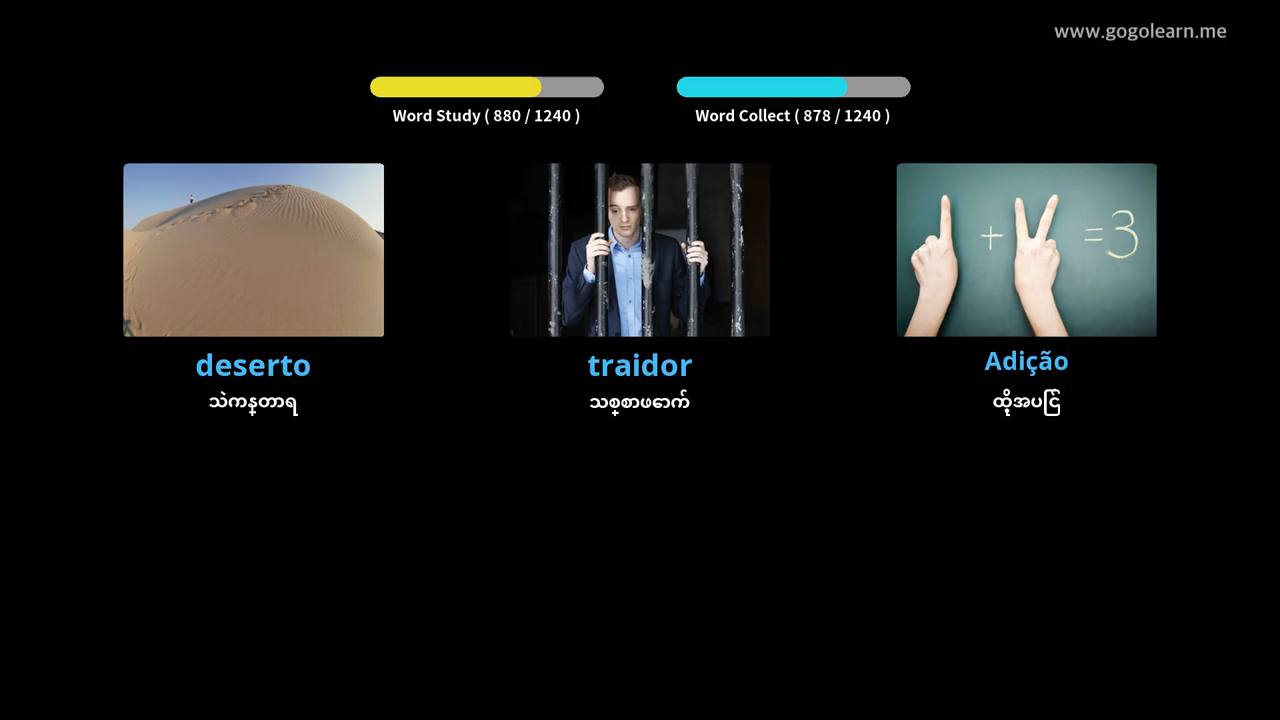 www.gogolearn.me
Word Study ( 880 / 1240 )
Word Collect ( 878 / 1240 )
1 + = 3
deserto
traidor
Adição
သဲကန္တာရ
သစ္စာဖောက်
ထို့အပြင်